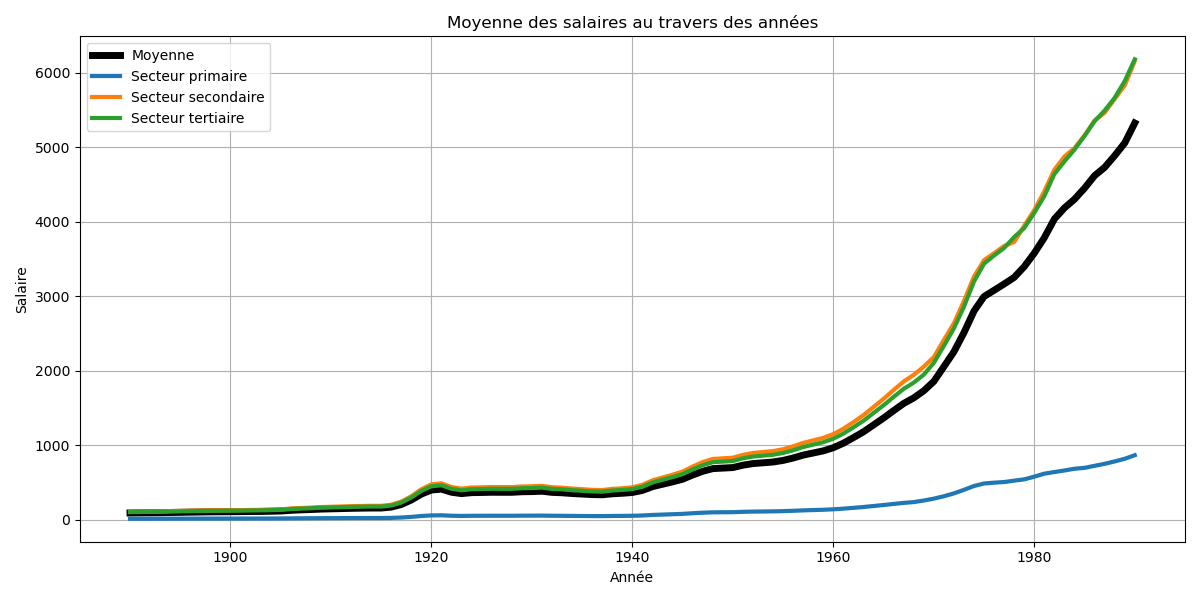 Moyenne des salaires au travers des années
Moyenne
Secteur primaire
Secteur secondaire
Secteur tertiaire
6000
5000
4000
3000
2000
1000
0
Salaire
1900
1920
1940
1960
1980
Année